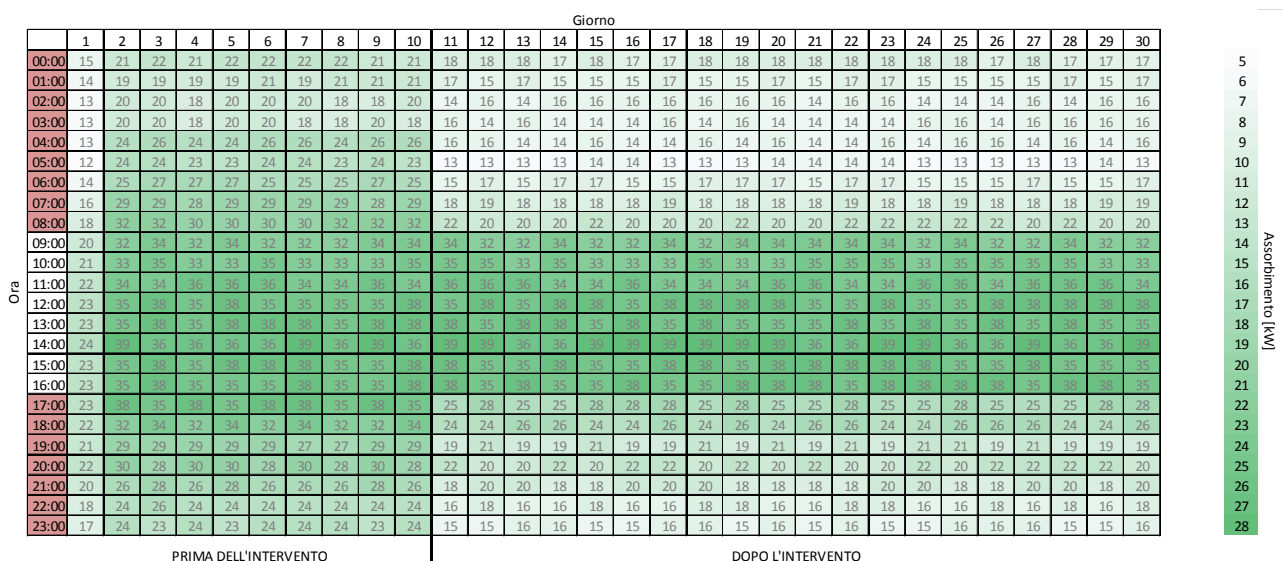 Giorno
1 2 3 4 5 6 7 8 9 10 11 12 13 14 15 16 17 18 19 20 21 22 23 24 25 26 27 28 29 30
00:00 15 21 22 21 22 22 22 22 21 21 18 18 18 17 18 17 17 18 18 18 18 18 18 18 18 17 18 17 17 17
01:00 14 19 19 19 19 21 19 21 21 21 17 15 17 15 15 15 17 17 15 17 15 17 17 15 15 15 15 17 15 17
02:00 13 20 20 18 20 20 20 18 18 20 14 16 14 16 16 16 16 16 16 16 14 16 16 14 14 14 16 14 16 16
03:00 13 20 20 18 20 20 18 18 20 18 16 14 16 14 16 14 16 14 16 14 16 14 14 16 14 16 14 14 16 16
04:00 13 24 26 24 24 26 26 24 26 26 16 16 14 14 16 14 16 16 14 16 14 14 14 16 16 16 14 16 14 16
05:00 12 24 24 23 23 24 24 23 24 23 13 13 13 14 14 13 13 13 14 14 13 14 14 14 13 13 13 13 14 13
06:00 14 25 27 27 27 25 25 25 27 25 15 17 15 17 17 15 15 17 17 15 15 17 17 15 15 17 15 15 15 17
07:00 16 29 29 28 29 29 29 29 28 29 18 19 18 18 18 18 19 18 18 18 18 19 18 18 19 18 18 18 19 19
08:00 18 32 32 30 30 30 30 32 32 32 22 20 20 20 22 20 20 22 20 20 20 22 22 22 22 22 20 22 20 20
09:00 20 32 34 32 34 32 32 32 34 34 34 32 32 34 32 32 34 32 34 34 34 34 34 32 34 32 32 34 32 32
10:00 21 33 35 33 33 35 33 33 33 35 35 35 33 35 33 33 35 33 33 35 35 33 35 35 33 35 35 35 33 33
11:00 22 34 34 36 36 34 34 36 34 34 36 36 36 34 34 36 36 34 34 34 36 34 34 36 36 34 36 36 36 34
12:00 23 35 38 35 38 35 35 35 38 38 35 38 35 38 38 35 38 38 38 35 38 35 38 35 35 38 38 38 38 38
13:00 23 35 38 35 38 38 38 35 38 38 38 35 38 38 35 38 35 38 38 35 35 38 35 38 35 38 35 38 35 35
14:00 24 39 36 36 36 36 39 36 39 36 39 39 36 36 39 39 39 39 39 36 36 39 39 36 36 36 39 36 36 39
15:00 23 35 38 35 38 35 38 38 35 38 38 38 35 35 35 38 35 35 38 38 38 35 38 38 35 38 38 35 35 35
16:00 23 35 38 35 35 35 38 35 35 35 38 35 35 35 38 38 35 35 38 38 35 35 38 38 38 38 35 38 38 35
17:00 23 38 35 38 35 38 38 35 38 35 25 28 25 25 28 28 28 25 28 25 28 28 25 25 28 25 25 25 28 28
18:00 22 32 34 32 34 32 34 32 32 34 24 24 26 26 24 26 24 26 24 24 26 26 24 24 26 26 26 24 24 26
19:00 21 29 29 29 29 29 27 27 29 29 19 21 19 19 21 19 19 21 19 21 19 19 21 19 21 19 21 19 19 19
20:00 22 30 28 30 30 28 30 28 30 28 22 20 20 22 20 22 22 20 22 20 22 20 20 22 20 22 22 22 22 20
21:00 20 26 28 26 28 26 26 26 28 26 18 20 20 18 18 20 20 20 18 18 18 18 20 20 18 18 20 20 18 20
22:00 18 24 26 24 24 24 24 24 24 24 16 18 16 16 18 18 16 16 16 16 18 18 16 16 16 18 16 18 16 18
23:00 17 24 23 24 23 24 24 24 23 24 15 15 16 16 15 15 16 16 15 16 15 15 16 15 16 16 15 16 15 16
Ora
PRIMA DELL'INTERVENTO
DOPO L'INTERVENTO
5
6
7
8
9
10
11
12
13
14
15
16
17
18
19
20
21
22
23
24
25
26
27
28
Assorbimento [kW]